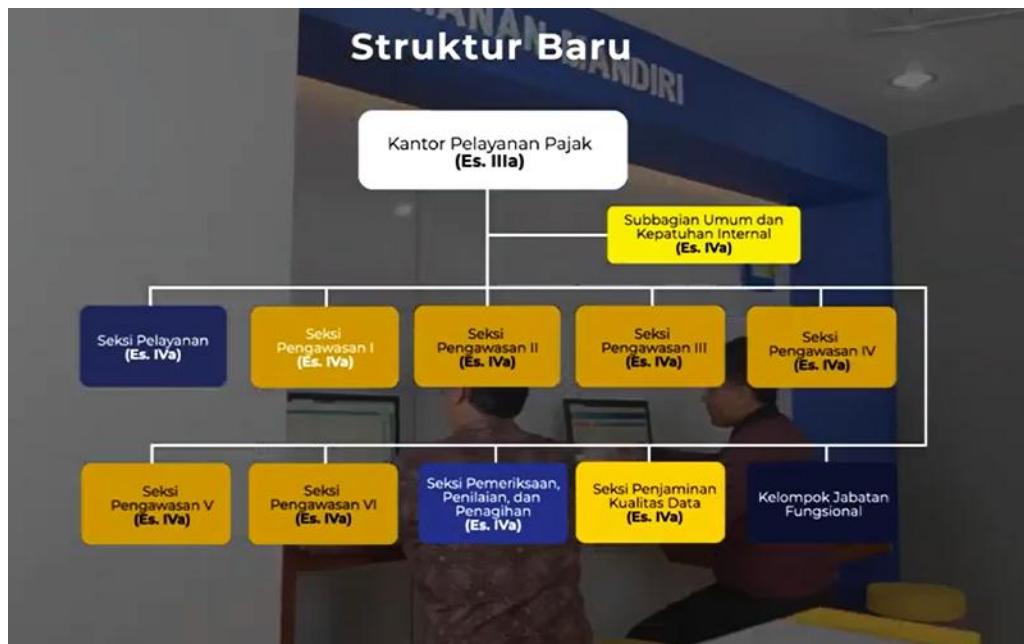 ANAN MANDIRI
Struktur Baru
Kantor Pelayanan Pajak
(Es. IIIa)
Subbagian Umum dan
Kepatuhan Internal
(Es. IVa)
Seksi Pelayanan
(Es. IVa)
Seksi
Pengawasan I
(Es. IVa)
Seksi
Pengawasan II
(Es. IVa)
Seksi
Pengawasan III
(Es. IVa)
Seksi
Pengawasan IV
(Es. IVa)
Seksi
Pengawasan V
(Es. IVa)
Seksi
Pengawasan VI
(Es. IVa)
Seksi Pemeriksaan,
Penilaian, dan
Penagihan
(Es. IVa)
Seksi Penjaminan
Kualitas Data
(Es. IVa)
Kelompok Jabatan
Fungsional